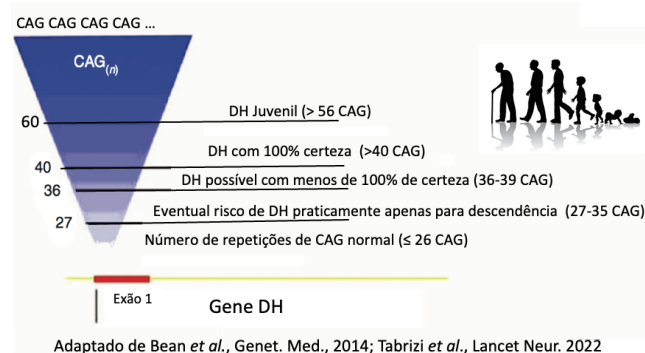 CAG CAG CAG CAG ...
CAG(n)
60
DH Juvenil (> 56 CAG)
40
DH com 100% certeza (>40 CAG)
36
DH possível com menos de 100% de certeza (36-39 CAG)
27
Eventual risco de DH praticamente apenas para descendência (27-35 CAG)
Número de repetições de CAG normal (≤ 26 CAG)
Exão 1
Gene DH
Adaptado de Bean et al., Genet. Med., 2014; Tabrizi et al., Lancet Neur. 2022